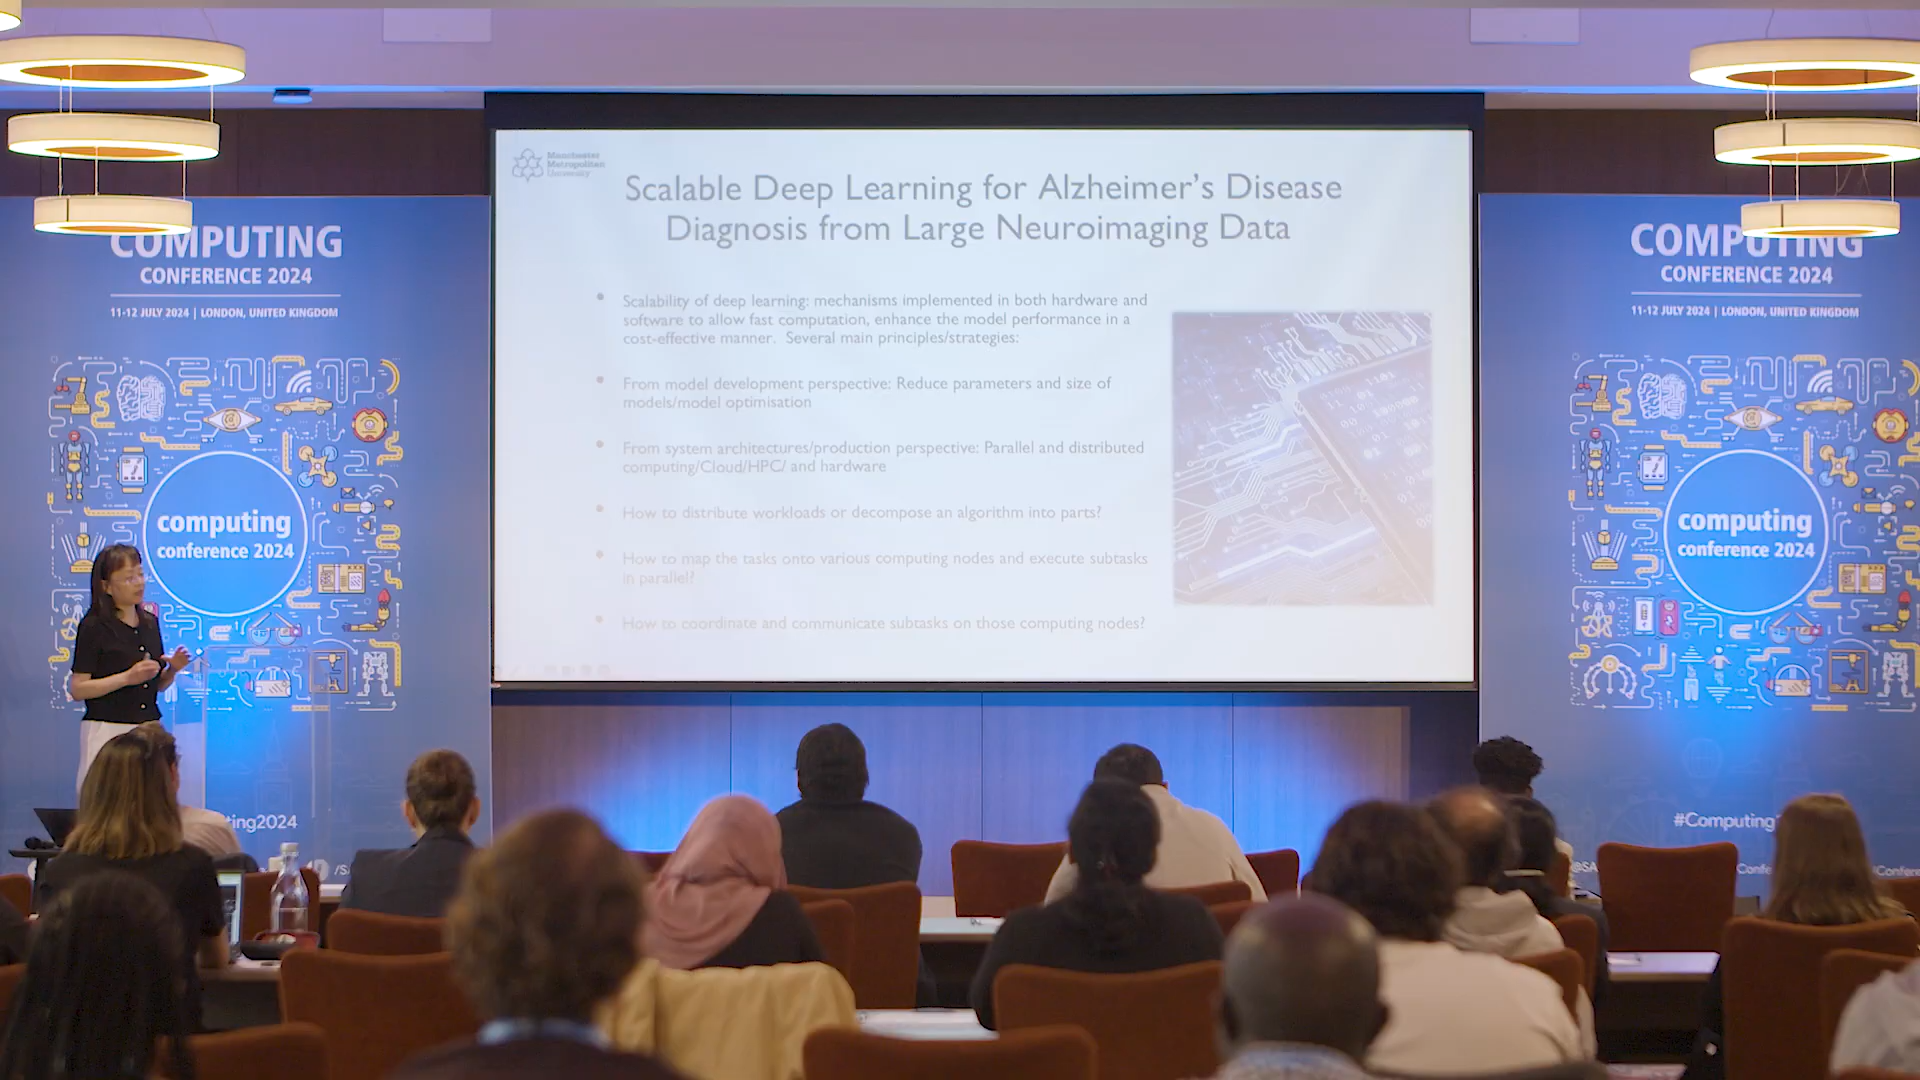 COMPUTING
CONFERENCE 2024
11-12 JULY 2024 | LONDON, UNITED KINGDOM
computing
conference 2024
ting2024
/SA
Manchester
Metropolitan
University
Scalable Deep Learning for Alzheimer's Disease
Diagnosis from Large Neuroimaging Data
• Scalability of deep learning: mechanisms implemented in both hardware and
software to allow fast computation, enhance the model performance in a
cost-effective manner. Several main principles/strategies:
• From model development perspective: Reduce parameters and size of
models/model optimisation
• From system architectures/production perspective: Parallel and distributed
computing/Cloud/HPC/ and hardware
• How to distribute workloads or decompose an algorithm into parts?
• How to map the tasks onto various computing nodes and execute subtasks
in parallel?
• How to coordinate and communicate subtasks on those computing nodes?
COMPUTING
CONFERENCE 2024
11-12 JULY 2024 | LONDON, UNITED KINGDOM
computing
conference 2024
#Computing
@SA
Confe
Confere